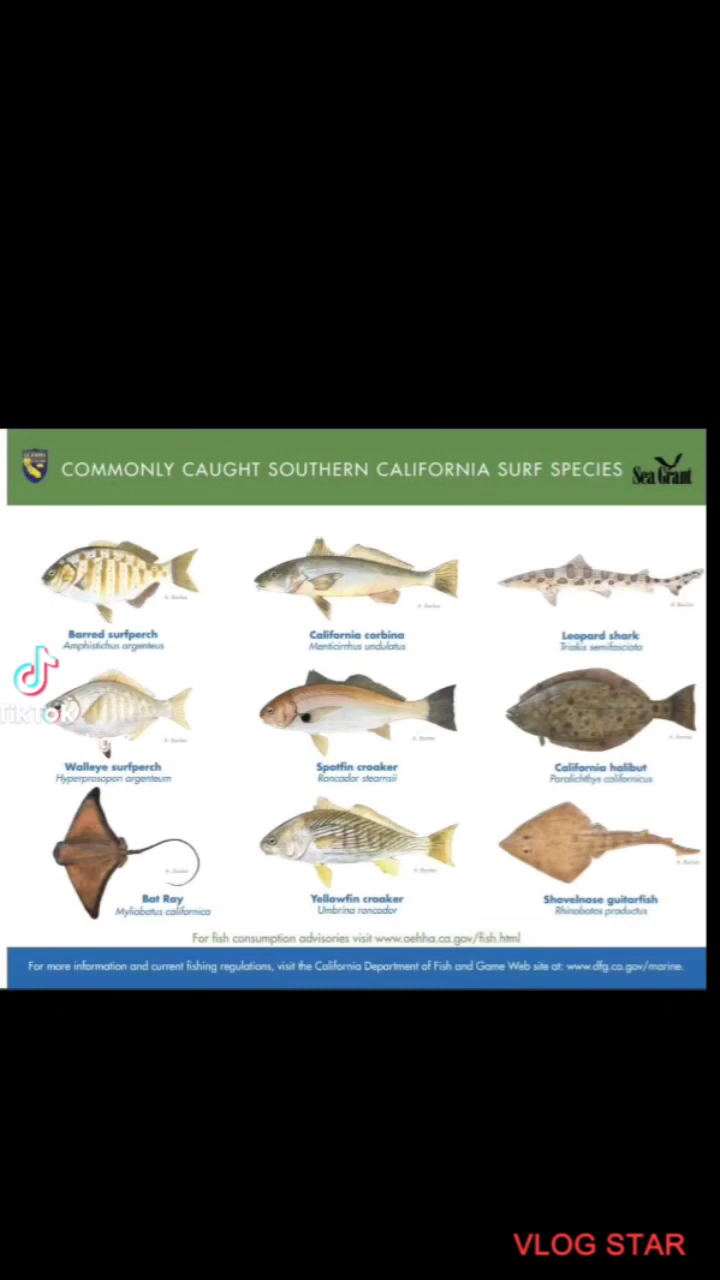 COMMONLY CAUGHT SOUTHERN CALIFORNIA SURF SPECIES
Sea Grant
Barred surfperch
Amphistichus argenteus
California corbina
Menticirrhus undulatus
Leopard shark
Triakis semifasciata
TikTok
Walleye surfperch
Hyperprosopon argenteum
Spotfin croaker
Roncador stearnsii
California halibut
Paralichthys californicus
Bat Ray
Myliobatus californica
Yellowfin croaker
Umbrina roncador
Shovelnose guitarfish
Rhinobatos productus
For fish consumption advisories visit www.oehha.ca.gov/fish.html
For more information and current fishing regulations, visit the California Department of Fish and Game Web site at: www.dfg.ca.gov/marine.
VLOG STAR